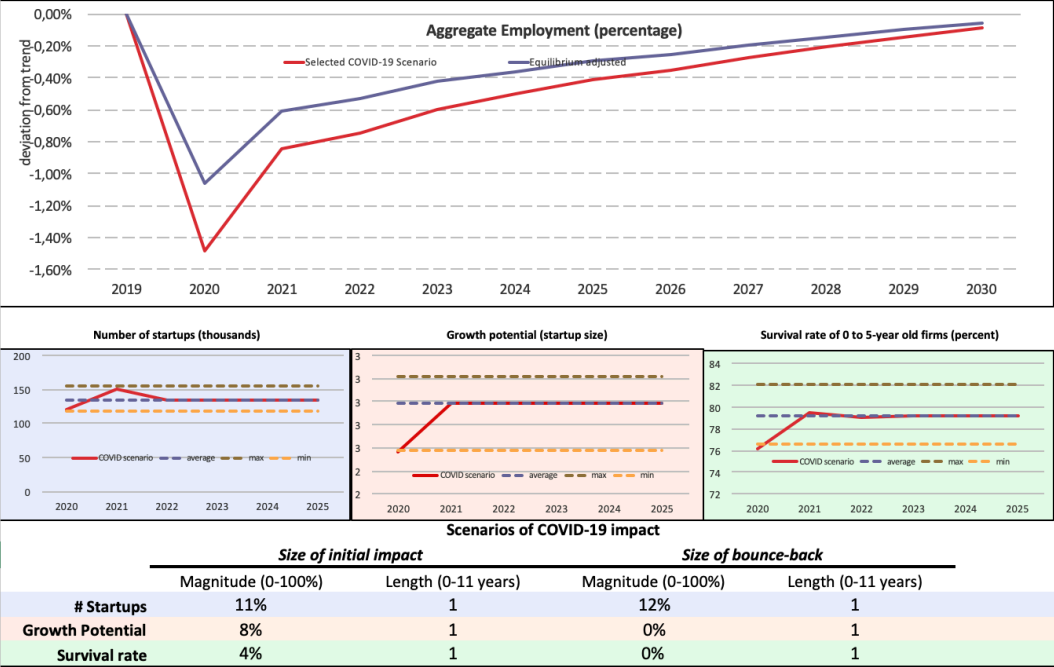 Aggregate Employment (percentage)
Selected COVID-19 Scenario Equilibrium adjusted
deviation from trend
0,00%
-0,20%
-0,40%
-0,60%
-0,80%
-1,00%
-1,20%
-1,40%
-1,60%
2019 2020 2021 2022 2023 2024 2025 2026 2027 2028 2029 2030
Number of startups (thousands)
200
150
100
50
0
COVID scenario average max min
2020 2021 2022 2023 2024 2025
Growth potential (startup size)
3
3
3
3
3
2
2
COVID scenario average max min
2020 2021 2022 2023 2024 2025
Survival rate of 0 to 5-year old firms (percent)
84
82
80
78
76
74
72
COVID scenario average max min
2020 2021 2022 2023 2024 2025
Scenarios of COVID-19 impact
Size of initial impact Size of bounce-back
Magnitude (0-100%) Length (0-11 years) Magnitude (0-100%) Length (0-11 years)
# Startups 11% 1 12% 1
Growth Potential 8% 1 0% 1
Survival rate 4% 1 0% 1